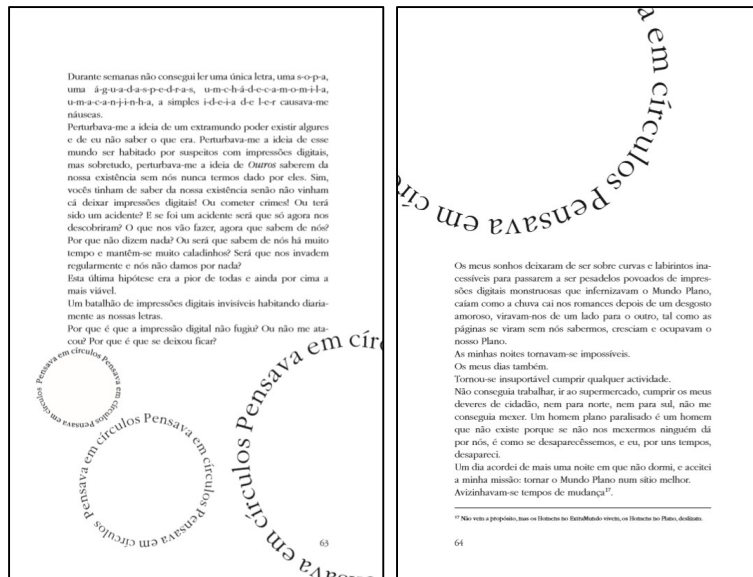 Durante semanas não consegui ler uma única letra, uma s-o-p-a,
uma á-g-u-a-d-a-s-p-e-d-r-a-s, u-m-c-h-á-d-e-c-a-m-o-m-i-l-a,
u-m-a-c-a-n-j-i-n-h-a, a simples i-d-e-i-a d-e l-e-r causava-me
náuseas.
Perturbava-me a ideia de um extramundo poder existir algures
e de eu não saber o que era. Perturbava-me a ideia de esse
mundo ser habitado por suspeitos com impressões digitais,
mas sobretudo, perturbava-me a ideia de Outros saberem da
nossa existência sem nós nunca termos dado por eles. Sim,
vocês tinham de saber da nossa existência senão não vinham
cá deixar impressões digitais! Ou cometer crimes! Ou terá
sido um acidente? E se foi um acidente será que só agora nos
descobriram? O que nos vão fazer, agora que sabem de nós?
Por que não dizem nada? Ou será que sabem de nós há muito
tempo e mantêm-se muito caladinhos? Será que nos invadem
regularmente e nós não damos por nada?
Esta última hipótese era a pior de todas e ainda por cima a
mais viável.
Um batalhão de impressões digitais invisíveis habitando diaria-
mente as nossas letras.
Por que é que a impressão digital não fugiu? Ou não me ata-
cou? Por que é que se deixou ficar?
Pensava em círculos Pensava em círculos Pensava em círculos
Pensava em círculos Pensava em círculos Pensava em círculos
em círculos Pensava em círc
63
a em círculos Pensava em círc
Os meus sonhos deixaram de ser sobre curvas e labirintos ina-
cessíveis para passarem a ser pesadelos povoados de impres-
sões digitais monstruosas que infernizavam o Mundo Plano,
caíam como a chuva cai nos romances depois de um desgosto
amoroso, viravam-nos de um lado para o outro, tal como as
páginas se viram sem nós sabermos, cresciam e ocupavam o
nosso Plano.
As minhas noites tornavam-se impossíveis.
Os meus dias também.
Tornou-se insuportável cumprir qualquer actividade.
Não conseguia trabalhar, ir ao supermercado, cumprir os meus
deveres de cidadão, nem para norte, nem para sul, não me
conseguia mexer. Um homem plano paralisado é um homem
que não existe porque se não nos mexermos ninguém dá
por nós, é como se desaparecêssemos, e eu, por uns tempos,
desapareci.
Um dia acordei de mais uma noite em que não dormi, e aceitei
a minha missão: tornar o Mundo Plano num sítio melhor.
Avizinhavam-se tempos de mudança¹⁷.
¹⁷ Não vem a propósito, mas os Homens no ExtraMundo vivem, os Homens no Plano, deslizam.
64